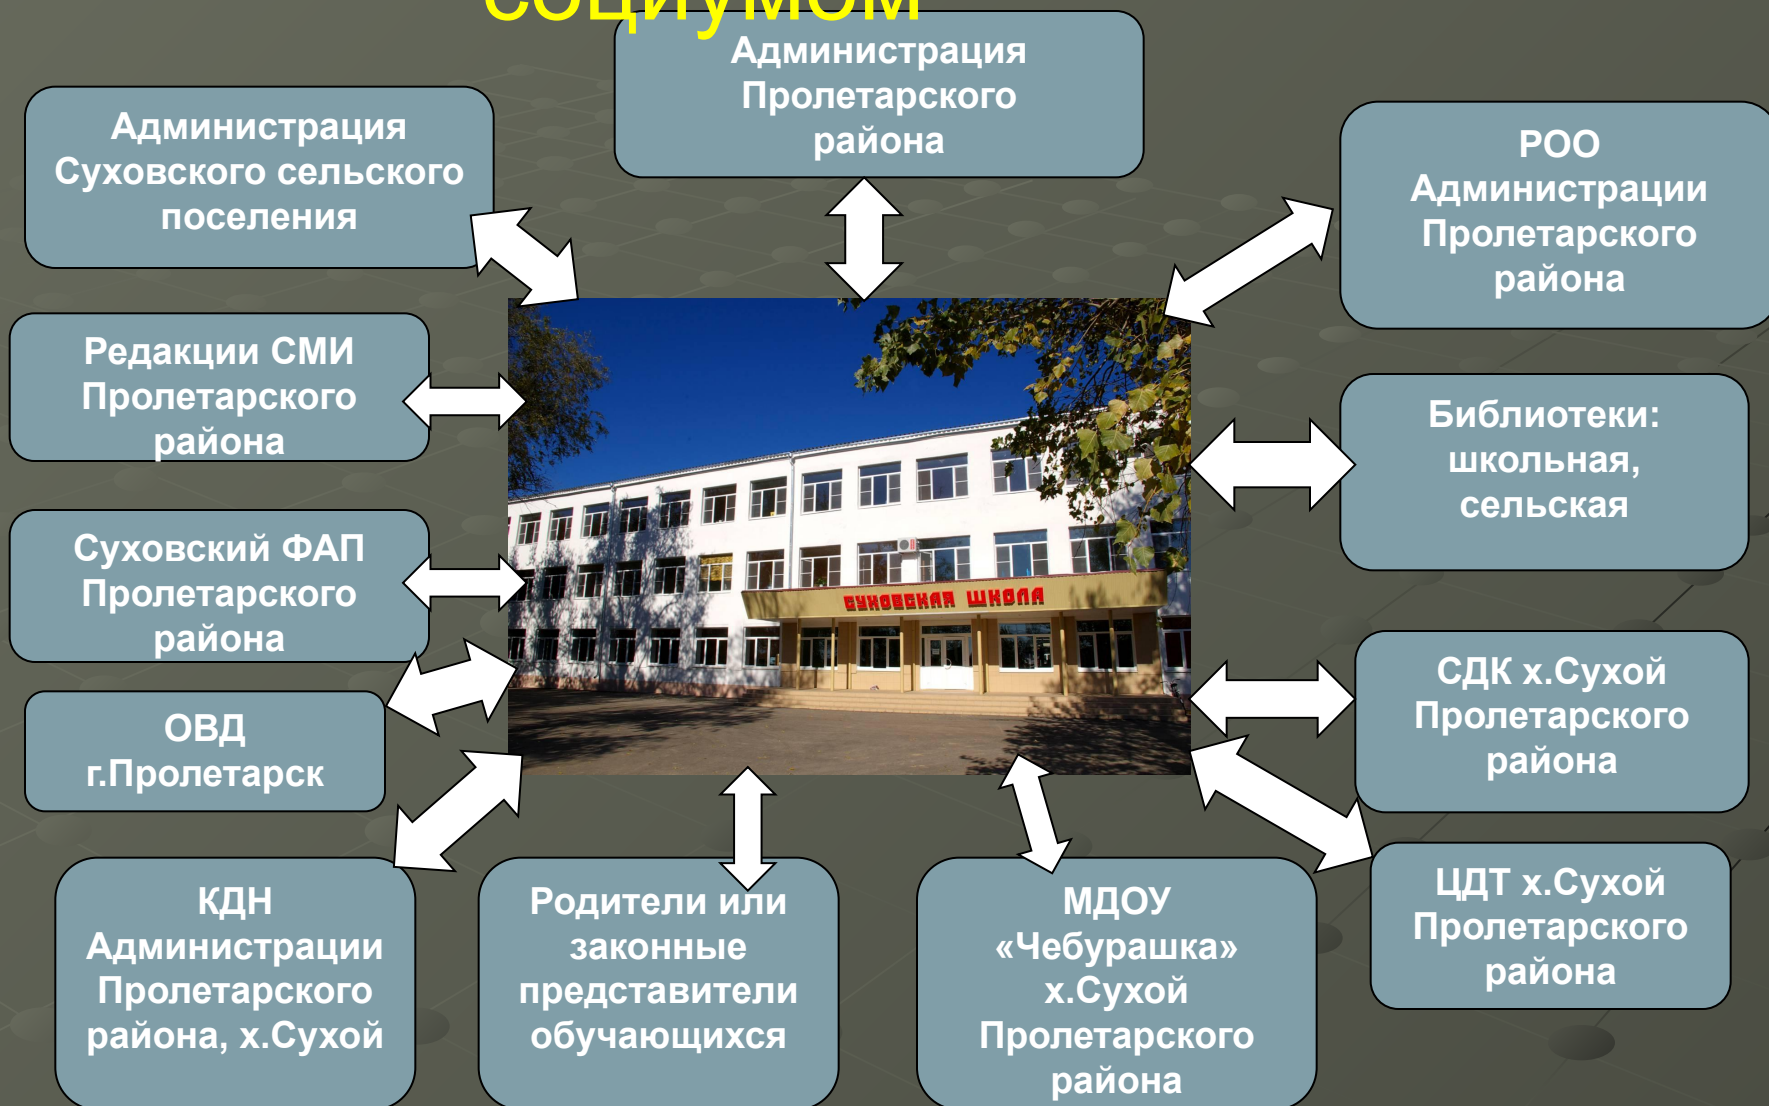 социумом
Администрация
Пролетарского
района
Администрация
Суховского сельского
поселения
РОО
Администрации
Пролетарского
района
Редакции СМИ
Пролетарского
района
Библиотеки:
школьная,
сельская
Суховский ФАП
Пролетарского
района
СУХОВСКАЯ ШКОЛА
СДК х.Сухой
Пролетарского
района
ОВД
г.Пролетарск
ЦДТ х.Сухой
Пролетарского
района
КДН
Администрации
Пролетарского
района, х.Сухой
Родители или
законные
представители
обучающихся
МДОУ
«Чебурашка»
х.Сухой
Пролетарского
района